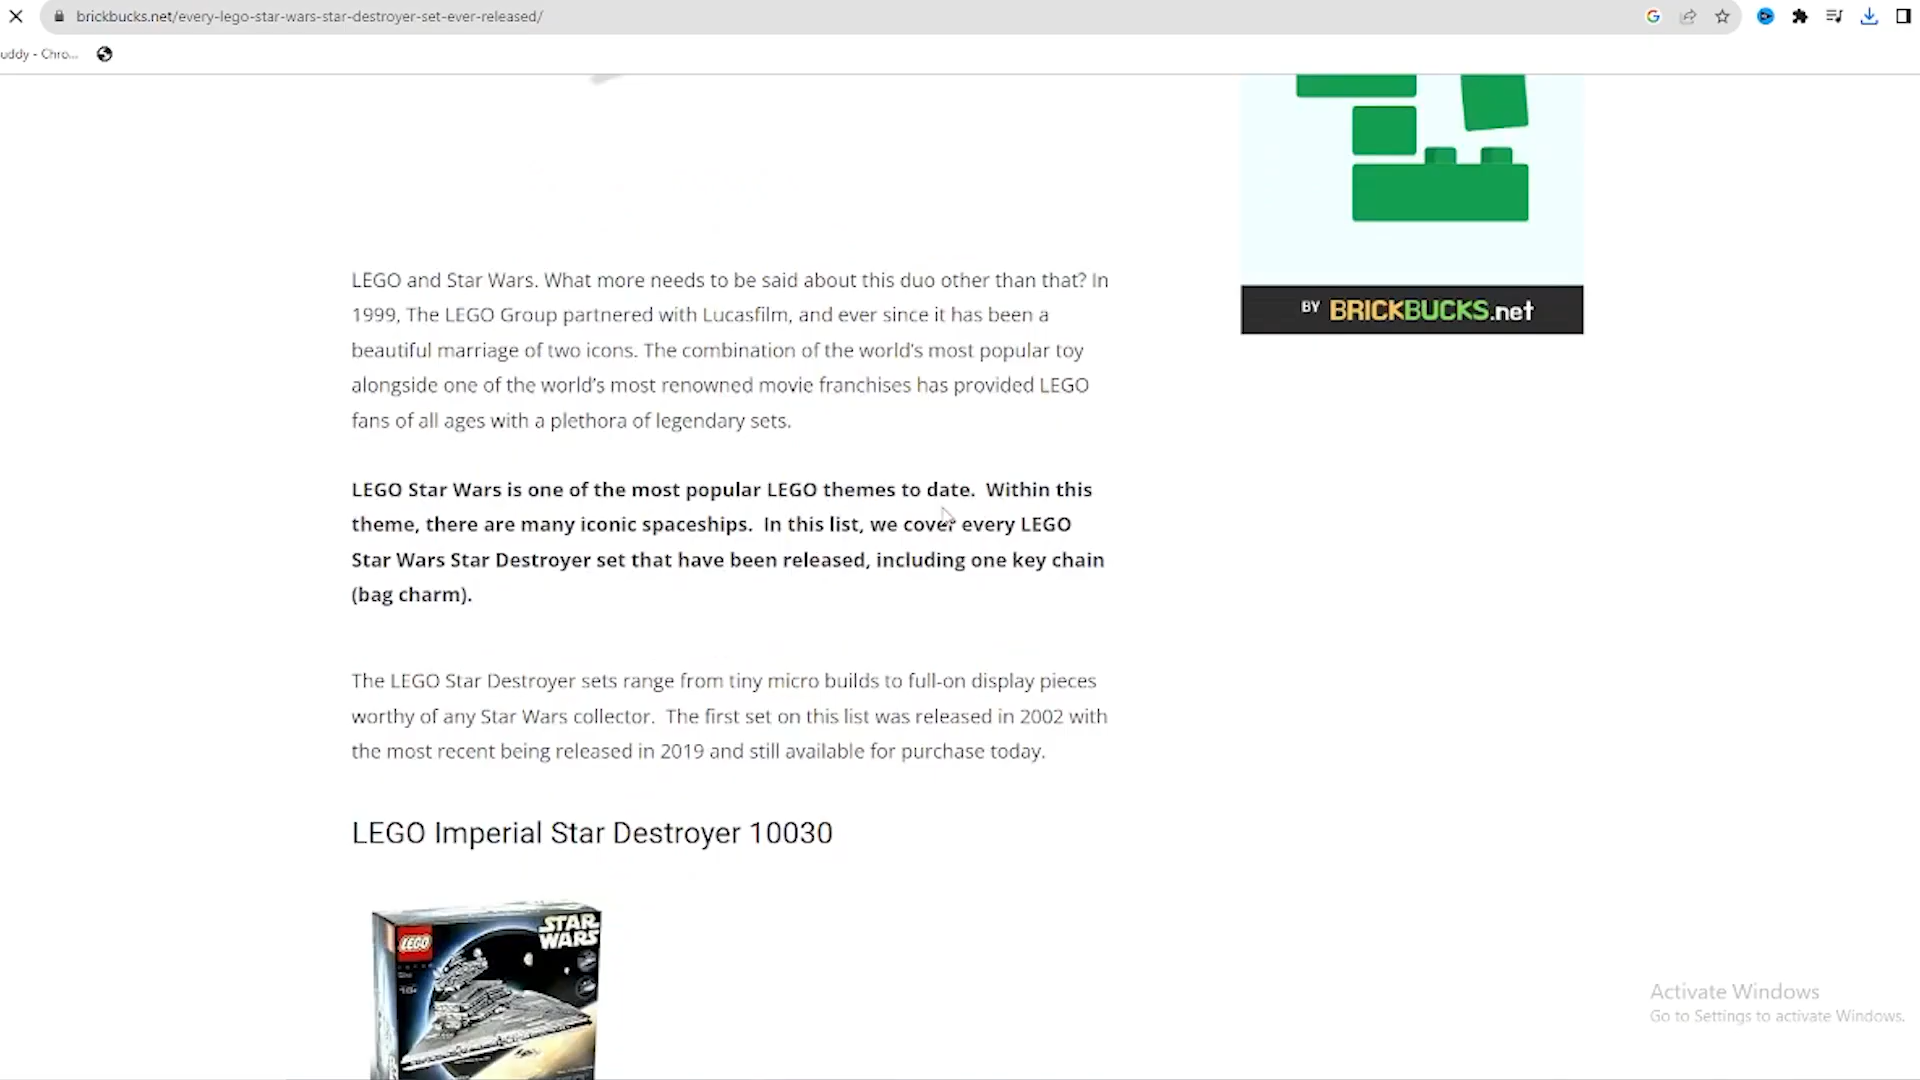 brickbucks.net/every-lego-star-wars-star-destroyer-set-ever-released/
uddy - Chro...
BY BRICKBUCKS.net
LEGO and Star Wars. What more needs to be said about this duo other than that? In
1999, The LEGO Group partnered with Lucasfilm, and ever since it has been a
beautiful marriage of two icons. The combination of the world's most popular toy
alongside one of the world's most renowned movie franchises has provided LEGO
fans of all ages with a plethora of legendary sets.
LEGO Star Wars is one of the most popular LEGO themes to date.  Within this
theme, there are many iconic spaceships.  In this list, we cover every LEGO
Star Wars Star Destroyer set that have been released, including one key chain
(bag charm).
The LEGO Star Destroyer sets range from tiny micro builds to full-on display pieces
worthy of any Star Wars collector.  The first set on this list was released in 2002 with
the most recent being released in 2019 and still available for purchase today.
LEGO Imperial Star Destroyer 10030
LEGO
STAR
WARS
Activate Windows
Go to Settings to activate Windows.